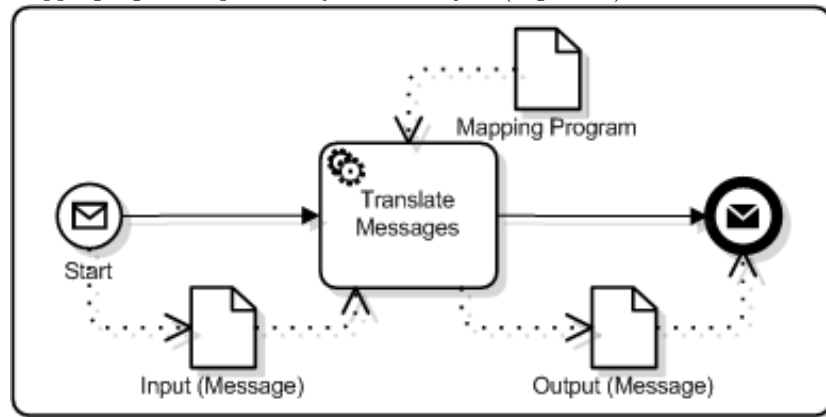 Mapping Program
Translate
Messages
Start
Input (Message)
Output (Message)